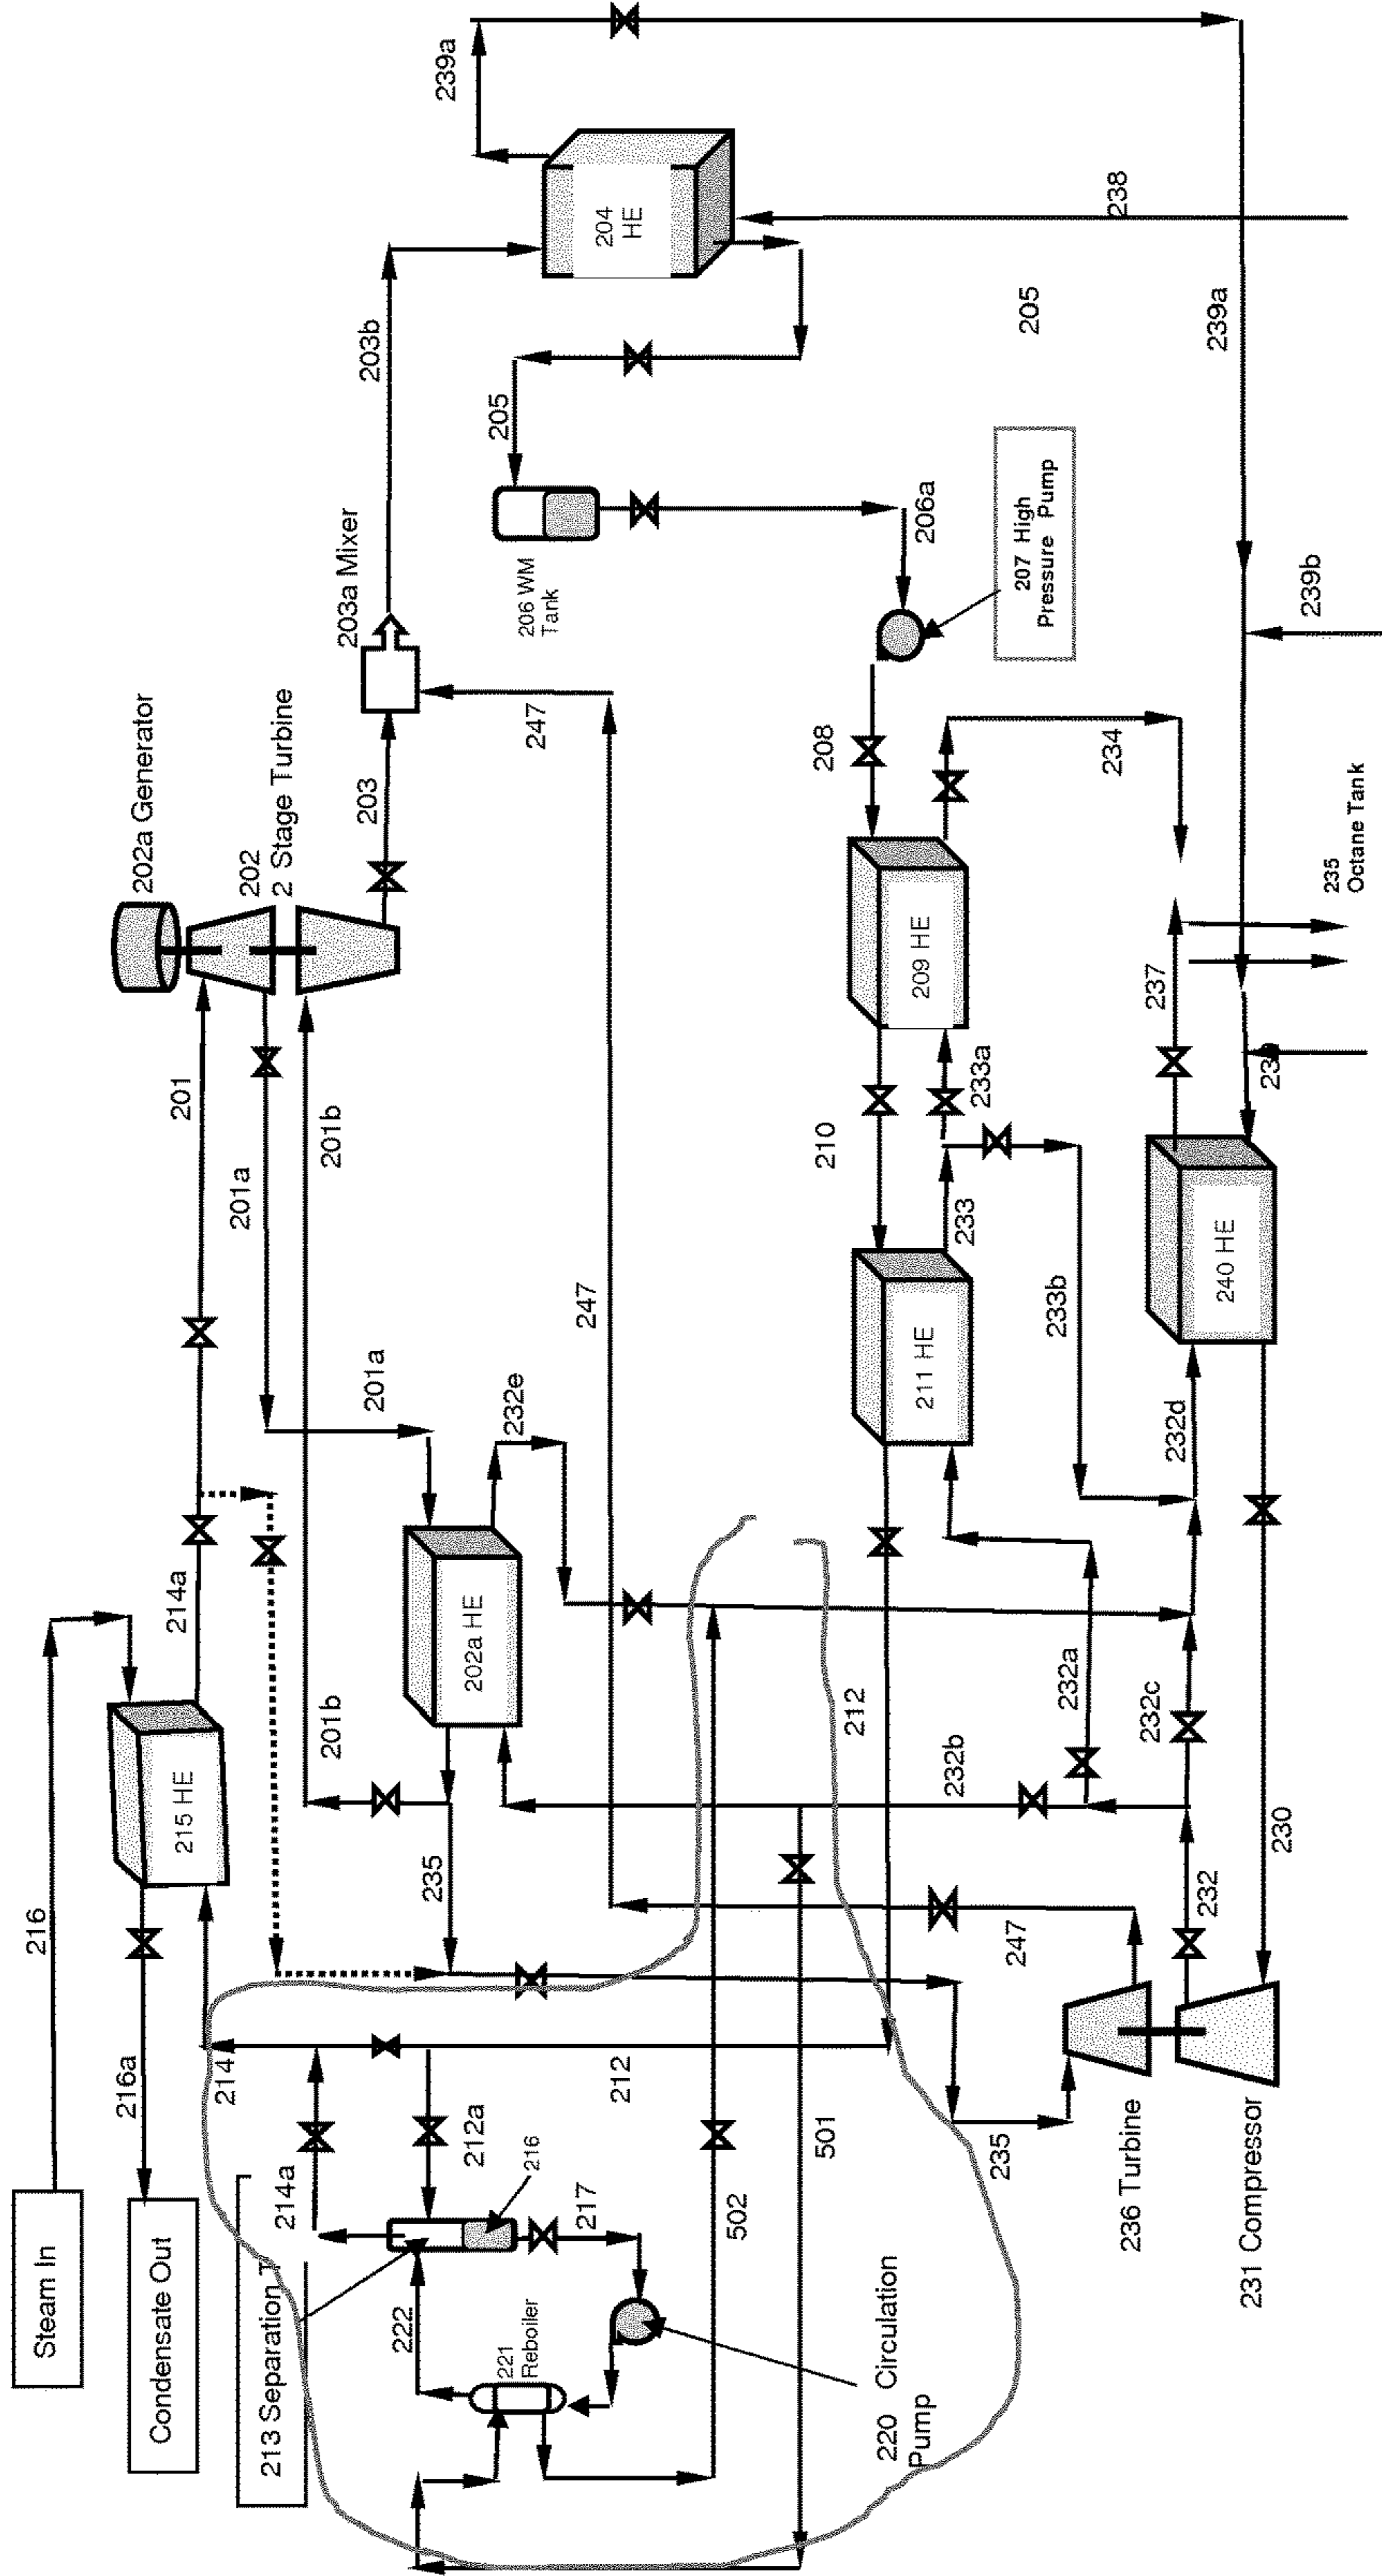 Steam In
216
Condensate Out
216a
215 HE
214a
201
202a Generator
213 Separation T
214
214a
201a
202
2 Stage Turbine
222
212a
201b
201b
201a
203
203a Mixer
203b
239a
221
Reboiler
216
235
202a HE
232e
205
206 WM
Tank
217
212
247
247
204
HE
502
501
212
210
208
220 Circulation
Pump
232b
211 HE
209 HE
206a
235
247
232a
233
233a
207 High
Pressure Pump
205
236 Turbine
232c
233b
234
238
232
232d
237
231 Compressor
230
240 HE
239a
239b
235
Octane Tank